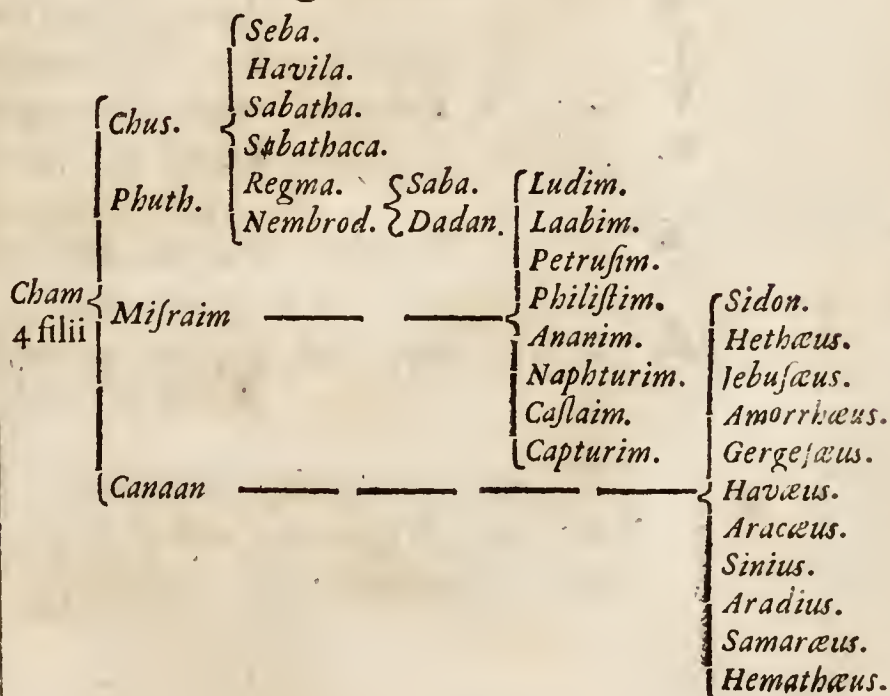 Cham
4 filii
Chus.
Phuth.
Miſraim
Canaan
Seba.
Havila.
Sabatha.
Sabathaca.
Regma.
Nembrod.
Saba.
Dadan.
Ludim.
Laabim.
Petruſim.
Philiſtim.
Ananim.
Naphturim.
Caſlaim.
Capturim.
Sidon.
Hethæus.
Jebuſæus.
Amorrhæus.
Gergeſæus.
Havæus.
Aracæus.
Sinius.
Aradius.
Samaræus.
Hemathæus.